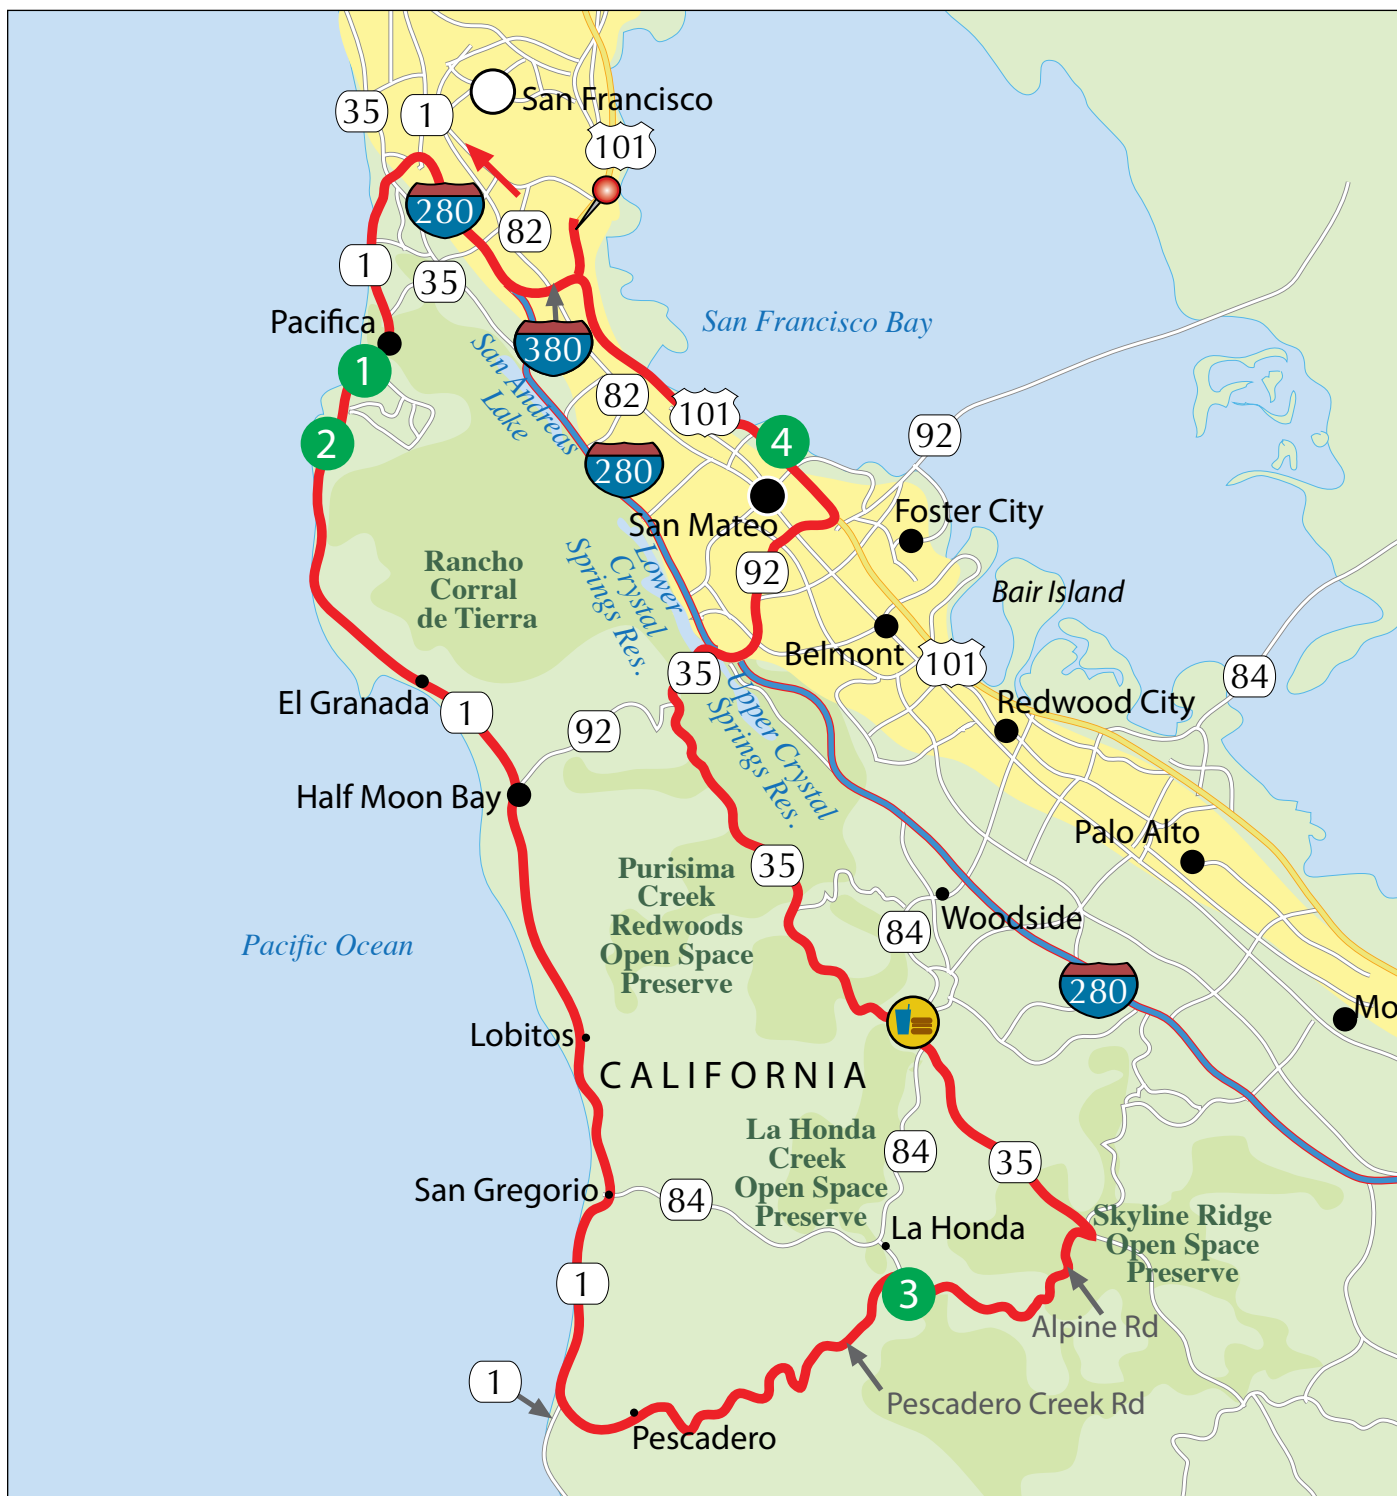 San Francisco
35
1
101
280
82
1
35
Pacifica
San Francisco Bay
380
1
San Andreas
Lake
82
101
92
2
4
280
San Mateo
Foster City
Lower
Crystal
Springs Res.
92
Rancho
Corral
de Tierra
Bair Island
Belmont
101
35
84
El Granada
1
92
Upper Crystal
Springs Res.
Redwood City
Half Moon Bay
Palo Alto
35
Purisima
Creek
Redwoods
Open Space
Preserve
Woodside
84
Pacific Ocean
280
Mo
Lobitos
CALIFORNIA
La Honda
Creek
Open Space
Preserve
84
35
San Gregorio
84
La Honda
Skyline Ridge
Open Space
Preserve
1
3
Alpine Rd
1
Pescadero Creek Rd
Pescadero